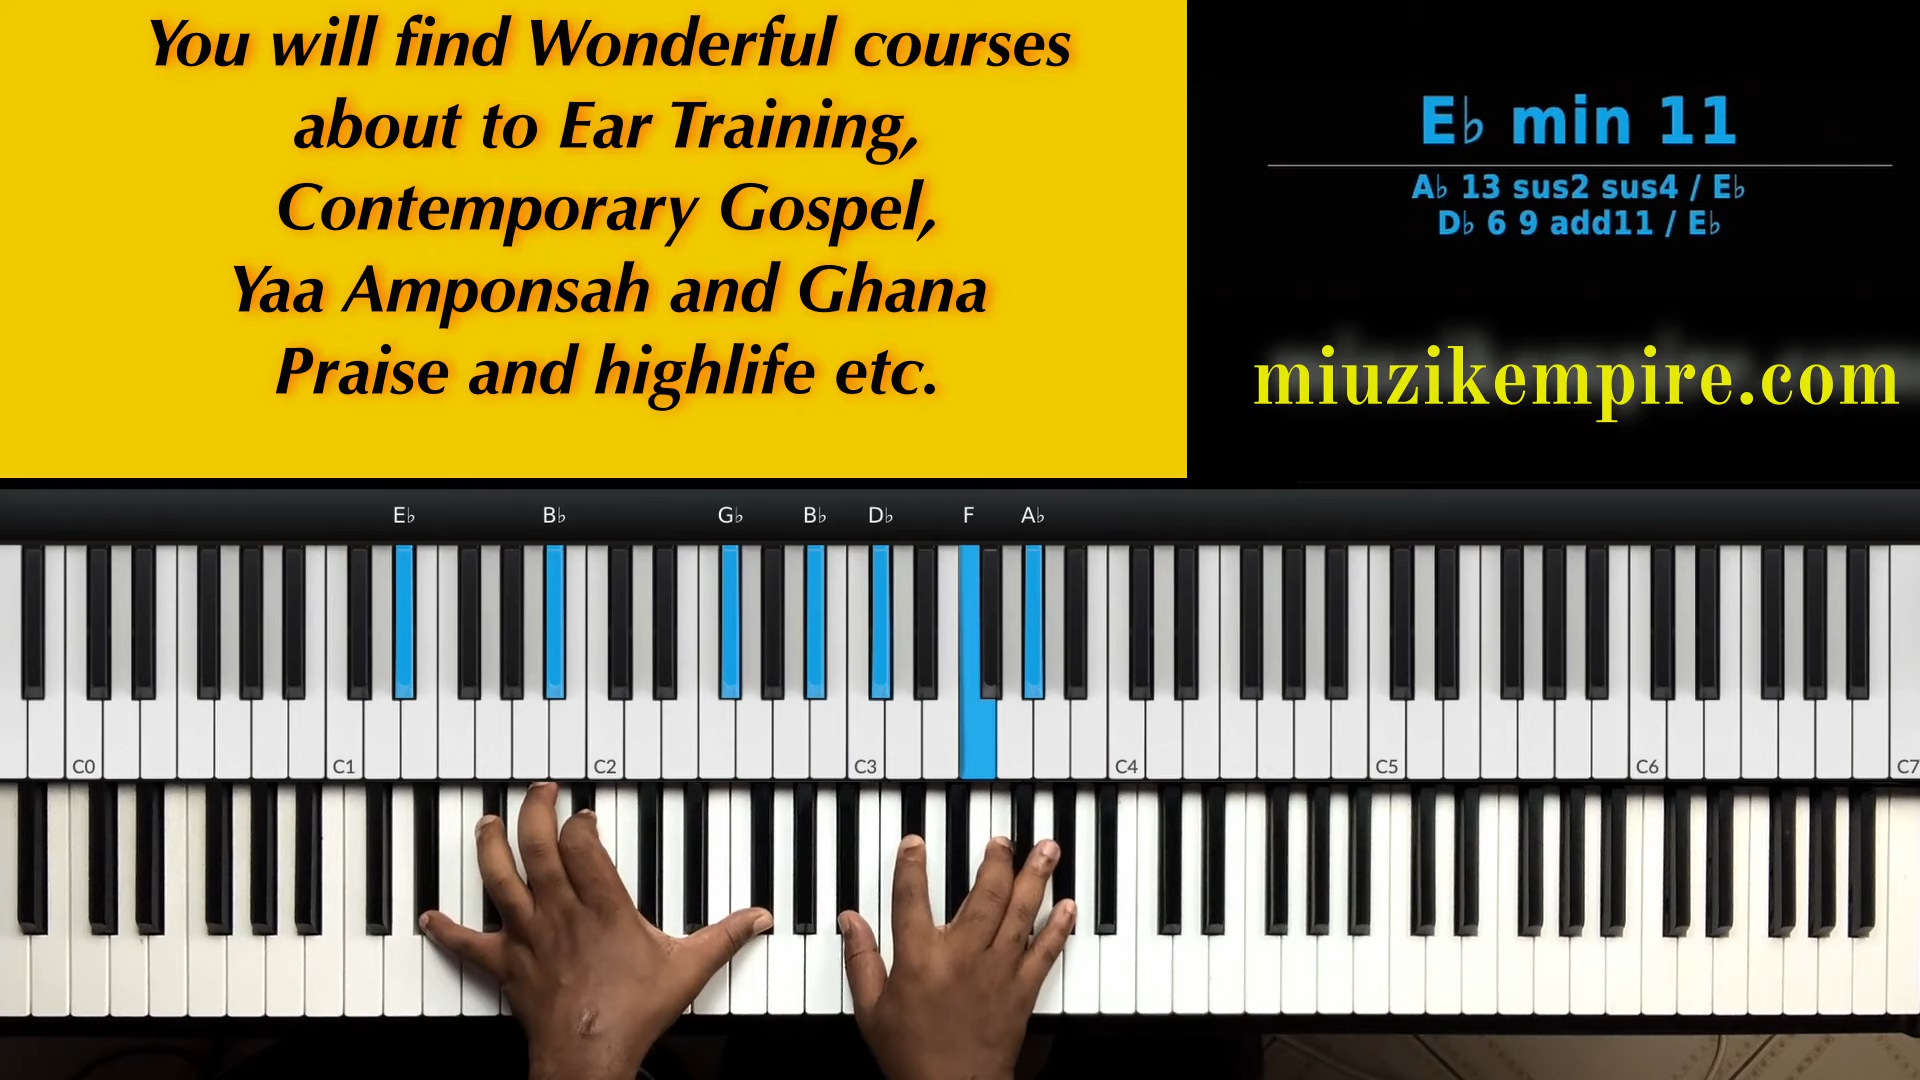 You will find Wonderful courses
about to Ear Training,
Contemporary Gospel,
Yaa Amponsah and Ghana
Praise and highlife etc.
E♭ min 11
A♭ 13 sus2 sus4 / E♭
D♭ 6 9 add11 / E♭
miuzikempire.com
E♭ B♭ G♭ B♭ D♭ F A♭
C0 C1 C2 C3 C4 C5 C6 C7